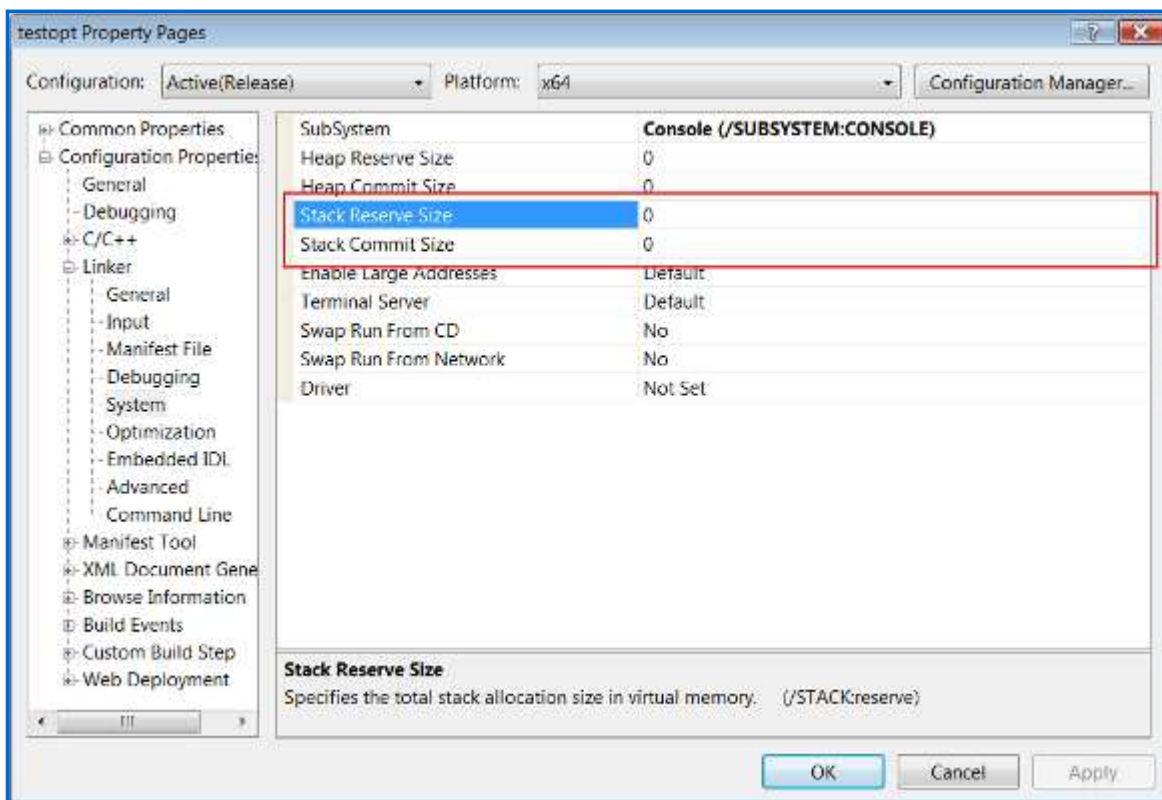 testopt Property Pages
Configuration: Active(Release) Platform: x64 Configuration Manager...
Common Properties
Configuration Properties
General
Debugging
C/C++
Linker
General
Input
Manifest File
Debugging
System
Optimization
Embedded IDL
Advanced
Command Line
Manifest Tool
XML Document Gene
Browse Information
Build Events
Custom Build Step
Web Deployment
SubSystem Console (/SUBSYSTEM:CONSOLE)
Heap Reserve Size 0
Heap Commit Size 0
Stack Reserve Size 0
Stack Commit Size 0
Enable Large Addresses Default
Terminal Server Default
Swap Run From CD No
Swap Run From Network No
Driver Not Set
Stack Reserve Size
Specifies the total stack allocation size in virtual memory. (/STACK:reserve)
OK Cancel Apply